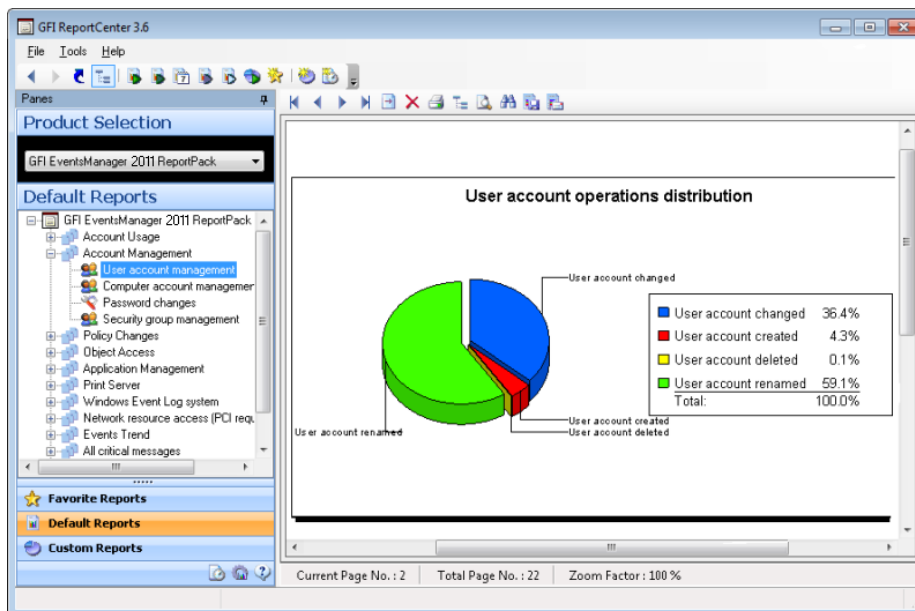 GFI ReportCenter 3.6
File Tools Help
Panes
Product Selection
GFI EventsManager 2011 ReportPack
Default Reports
GFI EventsManager 2011 ReportPack
Account Usage
Account Management
User account management
Computer account managemer
Password changes
Security group management
Policy Changes
Object Access
Application Management
Print Server
Windows Event Log system
Network resource access (PCI requ
Events Trend
All critical messages
Favorite Reports
Default Reports
Custom Reports
User account operations distribution
User account changed
User account renamed
User account created
User account deleted
User account changed 36.4%
User account created 4.3%
User account deleted 0.1%
User account renamed 59.1%
Total: 100.0%
Current Page No. : 2 Total Page No. : 22 Zoom Factor : 100 %